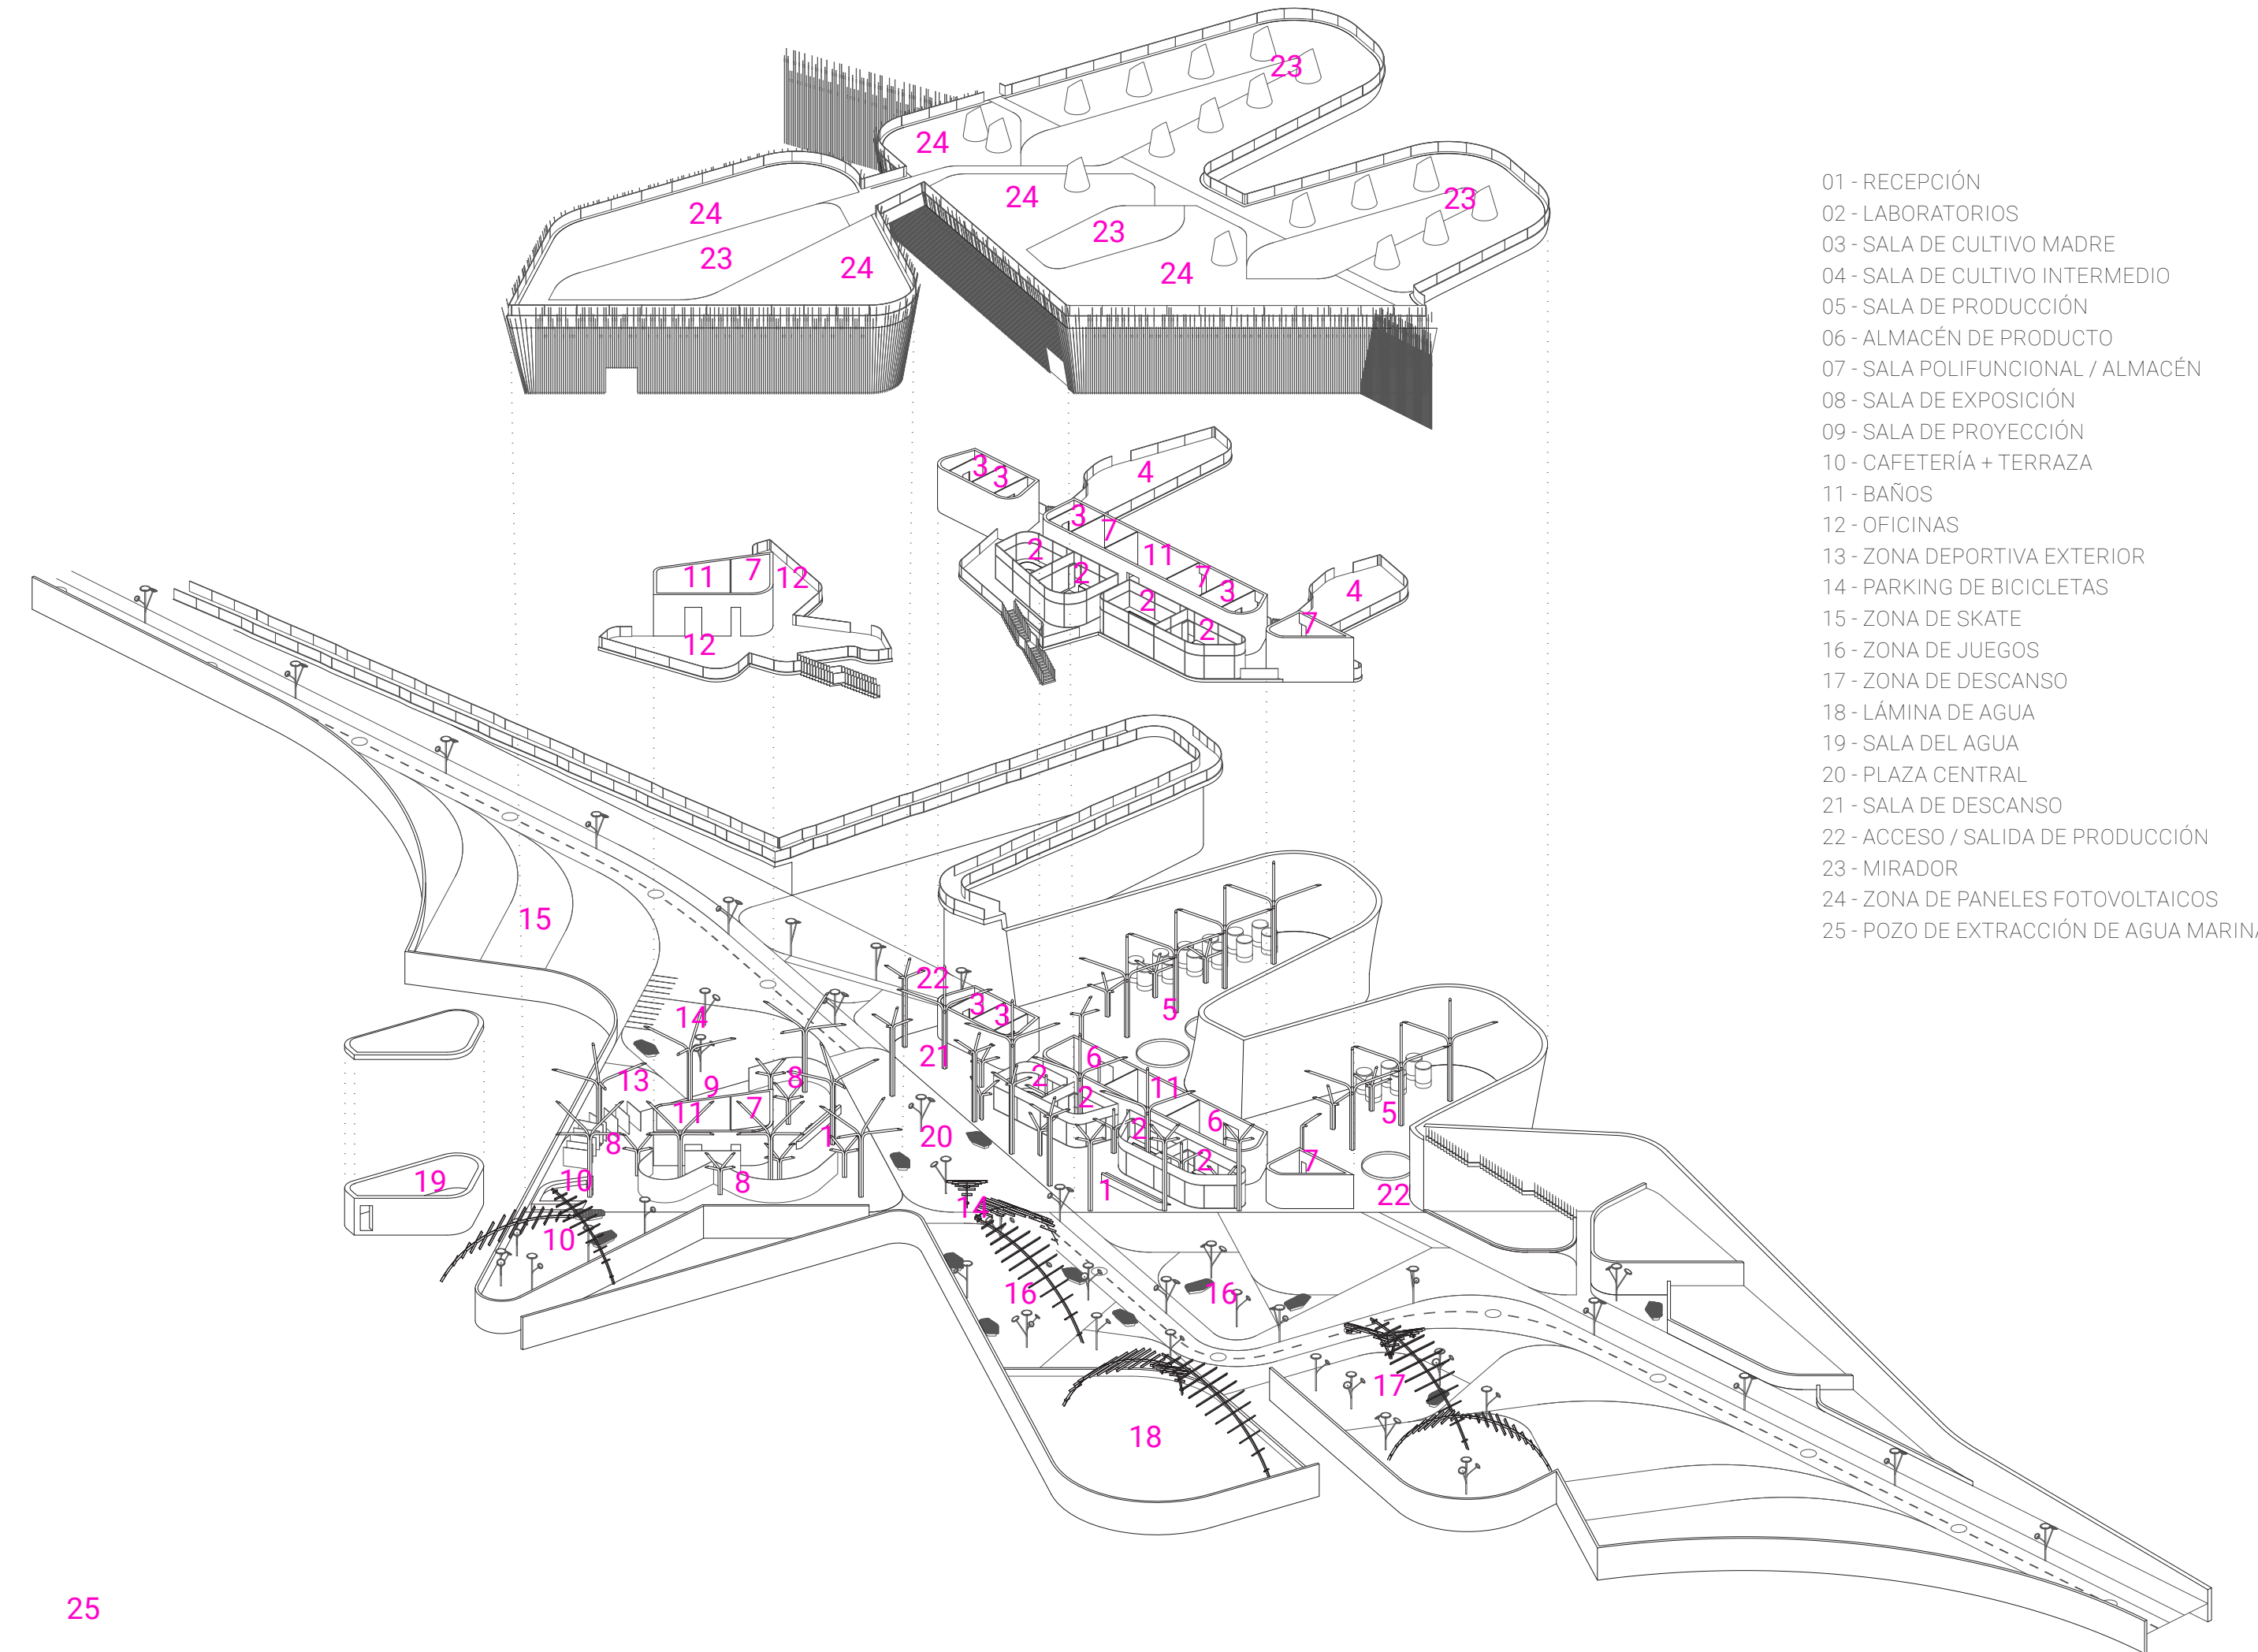 23
24
24
23
24
24
23
23
24
24
01 - RECEPCIÓN
02 - LABORATORIOS
03 - SALA DE CULTIVO MADRE
04 - SALA DE CULTIVO INTERMEDIO
05 - SALA DE PRODUCCIÓN
06 - ALMACÉN DE PRODUCTO
07 - SALA POLIFUNCIONAL / ALMACÉN
08 - SALA DE EXPOSICIÓN
09 - SALA DE PROYECCIÓN
10 - CAFETERÍA + TERRAZA
11 - BAÑOS
12 - OFICINAS
13 - ZONA DEPORTIVA EXTERIOR
14 - PARKING DE BICICLETAS
15 - ZONA DE SKATE
16 - ZONA DE JUEGOS
17 - ZONA DE DESCANSO
18 - LÁMINA DE AGUA
19 - SALA DEL AGUA
20 - PLAZA CENTRAL
21 - SALA DE DESCANSO
22 - ACCESO / SALIDA DE PRODUCCIÓN
23 - MIRADOR
24 - ZONA DE PANELES FOTOVOLTAICOS
25 - POZO DE EXTRACCIÓN DE AGUA MARINA
3
3
4
3
7
11
7
3
2
2
2
2
4
7
11
7
12
12
15
22
3
3
5
14
21
6
2
2
11
6
5
13
9
8
11
7
1
8
8
20
2
2
7
1
22
19
10
10
14
16
16
17
18
25